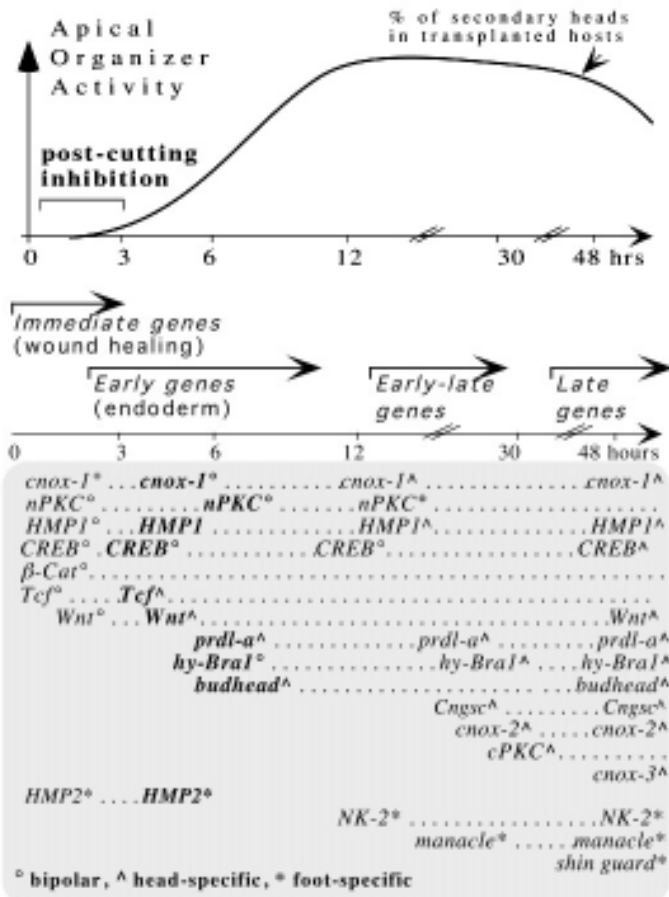 Apical
Organizer
Activity
% of secondary heads
in transplanted hosts
post-cutting
inhibition
0 3 6 12 30 48 hrs
Immediate genes
(wound healing)
Early genes
(endoderm)
Early-late
genes
Late
genes
0 3 6 12 30 48 hours
cnox-1* ... cnox-1* ............cnox-1^ ................cnox-1^
nPKC° ............ nPKC° ........ nPKC* ........................
HMP1° .... HMP1 ............... HMP1^ ................ HMP1^
CREB° . CREB° ............. CREB° .................... CREB^
β-Cat° ............................................................
Tcf° ..... Tcf^ ..................................................
Wnt° ... Wnt^ ........................................ Wnt^
prdl-a^ ............... prdl-a^ .......... prdl-a^
hy-Bra1° ................. hy-Bra1^ .... hy-Bra1^
budhead^ ........................... budhead^
Cngsc^ ......... Cngsc^
cnox-2^ ..... cnox-2^
cPKC^ ..........
cnox-3^
HMP2* .... HMP2*
NK-2* ................. NK-2*
manacle* ..... manacle*
shin guard*
° bipolar, ^ head-specific, * foot-specific